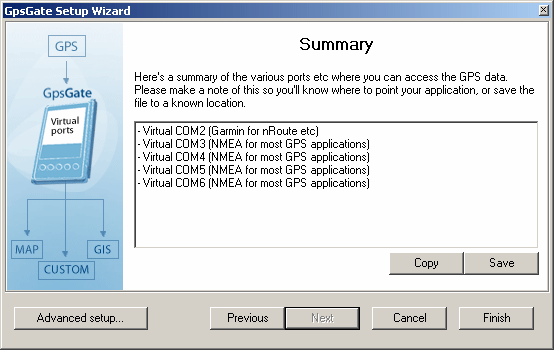 GpsGate Setup Wizard
GPS
GpsGate
Virtual
ports
MAP
GIS
CUSTOM
Summary
Here's a summary of the various ports etc where you can access the GPS data.
Please make a note of this so you'll know where to point your application, or save the
file to a known location.
- Virtual COM2 (Garmin for nRoute etc)
- Virtual COM3 (NMEA for most GPS applications)
- Virtual COM4 (NMEA for most GPS applications)
- Virtual COM5 (NMEA for most GPS applications)
- Virtual COM6 (NMEA for most GPS applications)
Copy
Save
Advanced setup...
Previous
Next
Cancel
Finish